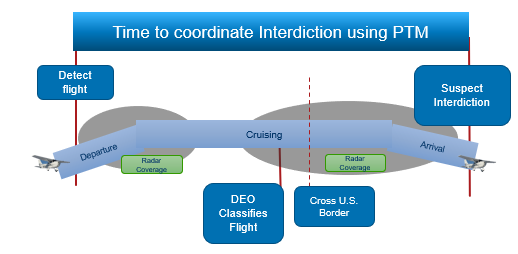 Time to coordinate Interdiction using PTM
Detect
flight
Suspect
Interdiction
Departure
Cruising
Arrival
Radar
Coverage
Radar
Coverage
DEO
Classifies
Flight
Cross U.S.
Border